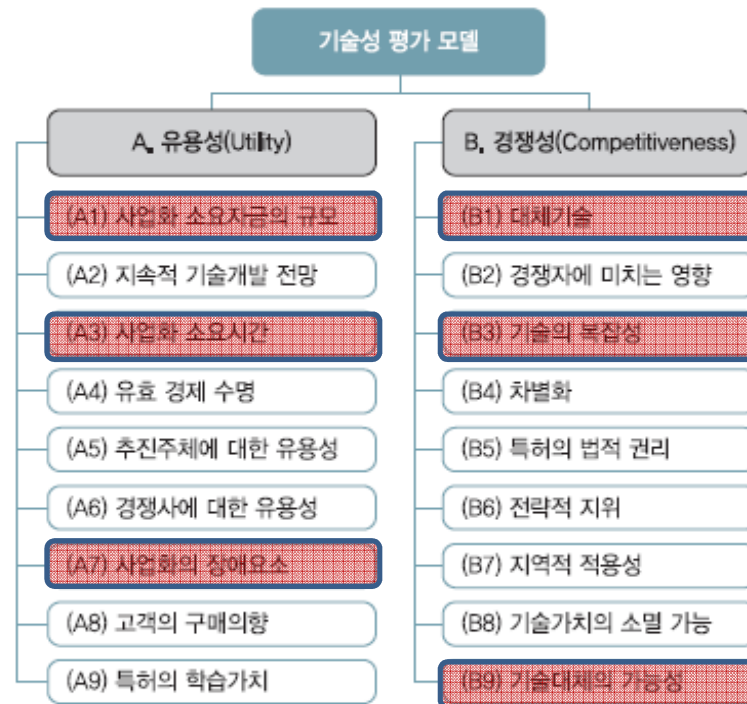 기술성 평가 모델
A. 유용성(Utility)
(A1) 사업화 소요자금의 규모
(A2) 지속적 기술개발 전망
(A3) 사업화 소요시간
(A4) 유효 경제 수명
(A5) 추진주체에 대한 유용성
(A6) 경쟁사에 대한 유용성
(A7) 사업화의 장애요소
(A8) 고객의 구매의향
(A9) 특허의 학습가치
B. 경쟁성(Competitiveness)
(B1) 대체기술
(B2) 경쟁자에 미치는 영향
(B3) 기술의 복잡성
(B4) 차별화
(B5) 특허의 법적 권리
(B6) 전략적 지위
(B7) 지역적 적용성
(B8) 기술가치의 소멸 가능
(B9) 기술대체의 가능성